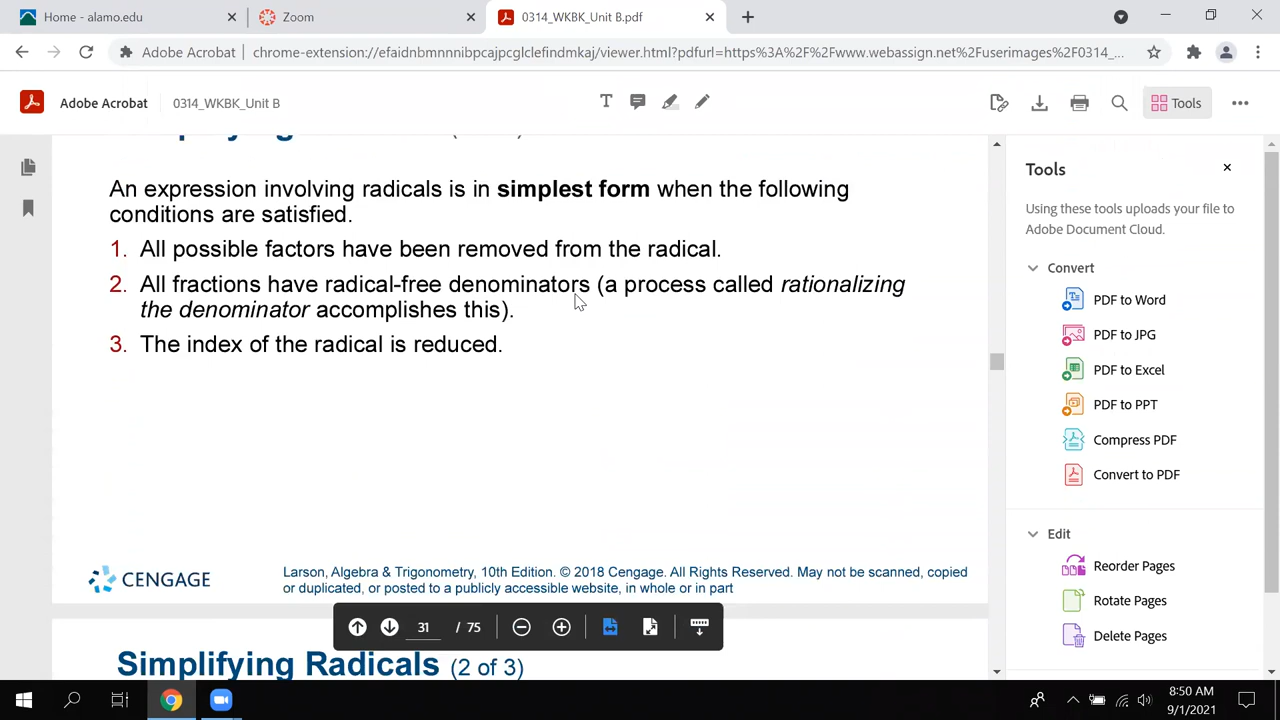 Home - alamo.edu
Zoom
0314_WKBK_Unit B.pdf
Adobe Acrobat
chrome-extension://efaidnbmnnnibpcajpcglclefindmkaj/viewer.html?pdfurl=https%3A%2F%2Fwww.webassign.net%2Fuserimages%2F0314_...
Adobe Acrobat
0314_WKBK_Unit B
Tools
An expression involving radicals is in simplest form when the following
conditions are satisfied.
1. All possible factors have been removed from the radical.
2. All fractions have radical-free denominators (a process called rationalizing
the denominator accomplishes this).
3. The index of the radical is reduced.
CENGAGE
Larson, Algebra & Trigonometry, 10th Edition. © 2018 Cengage. All Rights Reserved. May not be scanned, copied
or duplicated, or posted to a publicly accessible website, in whole or in part
31 / 75
Simplifying Radicals (2 of 3)
Tools
Using these tools uploads your file to
Adobe Document Cloud.
Convert
PDF to Word
PDF to JPG
PDF to Excel
PDF to PPT
Compress PDF
Convert to PDF
Edit
Reorder Pages
Rotate Pages
Delete Pages
8:50 AM
9/1/2021